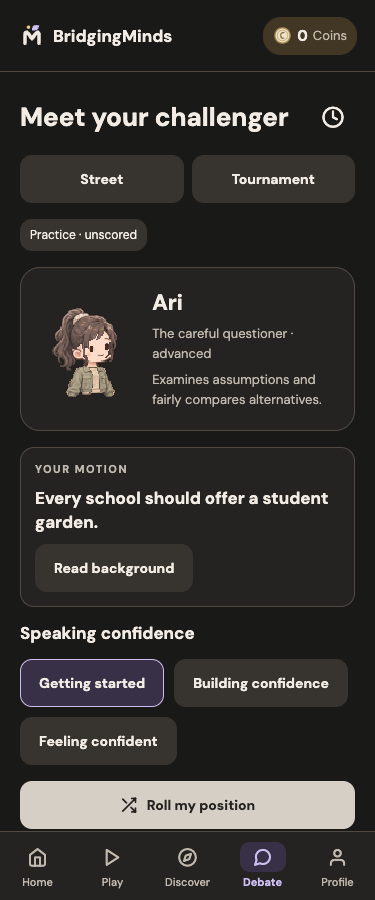 BridgingMinds
0 Coins
Meet your challenger
Street
Tournament
Practice · unscored
Ari
The careful questioner ·
advanced
Examines assumptions and
fairly compares alternatives.
YOUR MOTION
Every school should offer a student
garden.
Read background
Speaking confidence
Getting started
Building confidence
Feeling confident
Roll my position
Home
Play
Discover
Debate
Profile